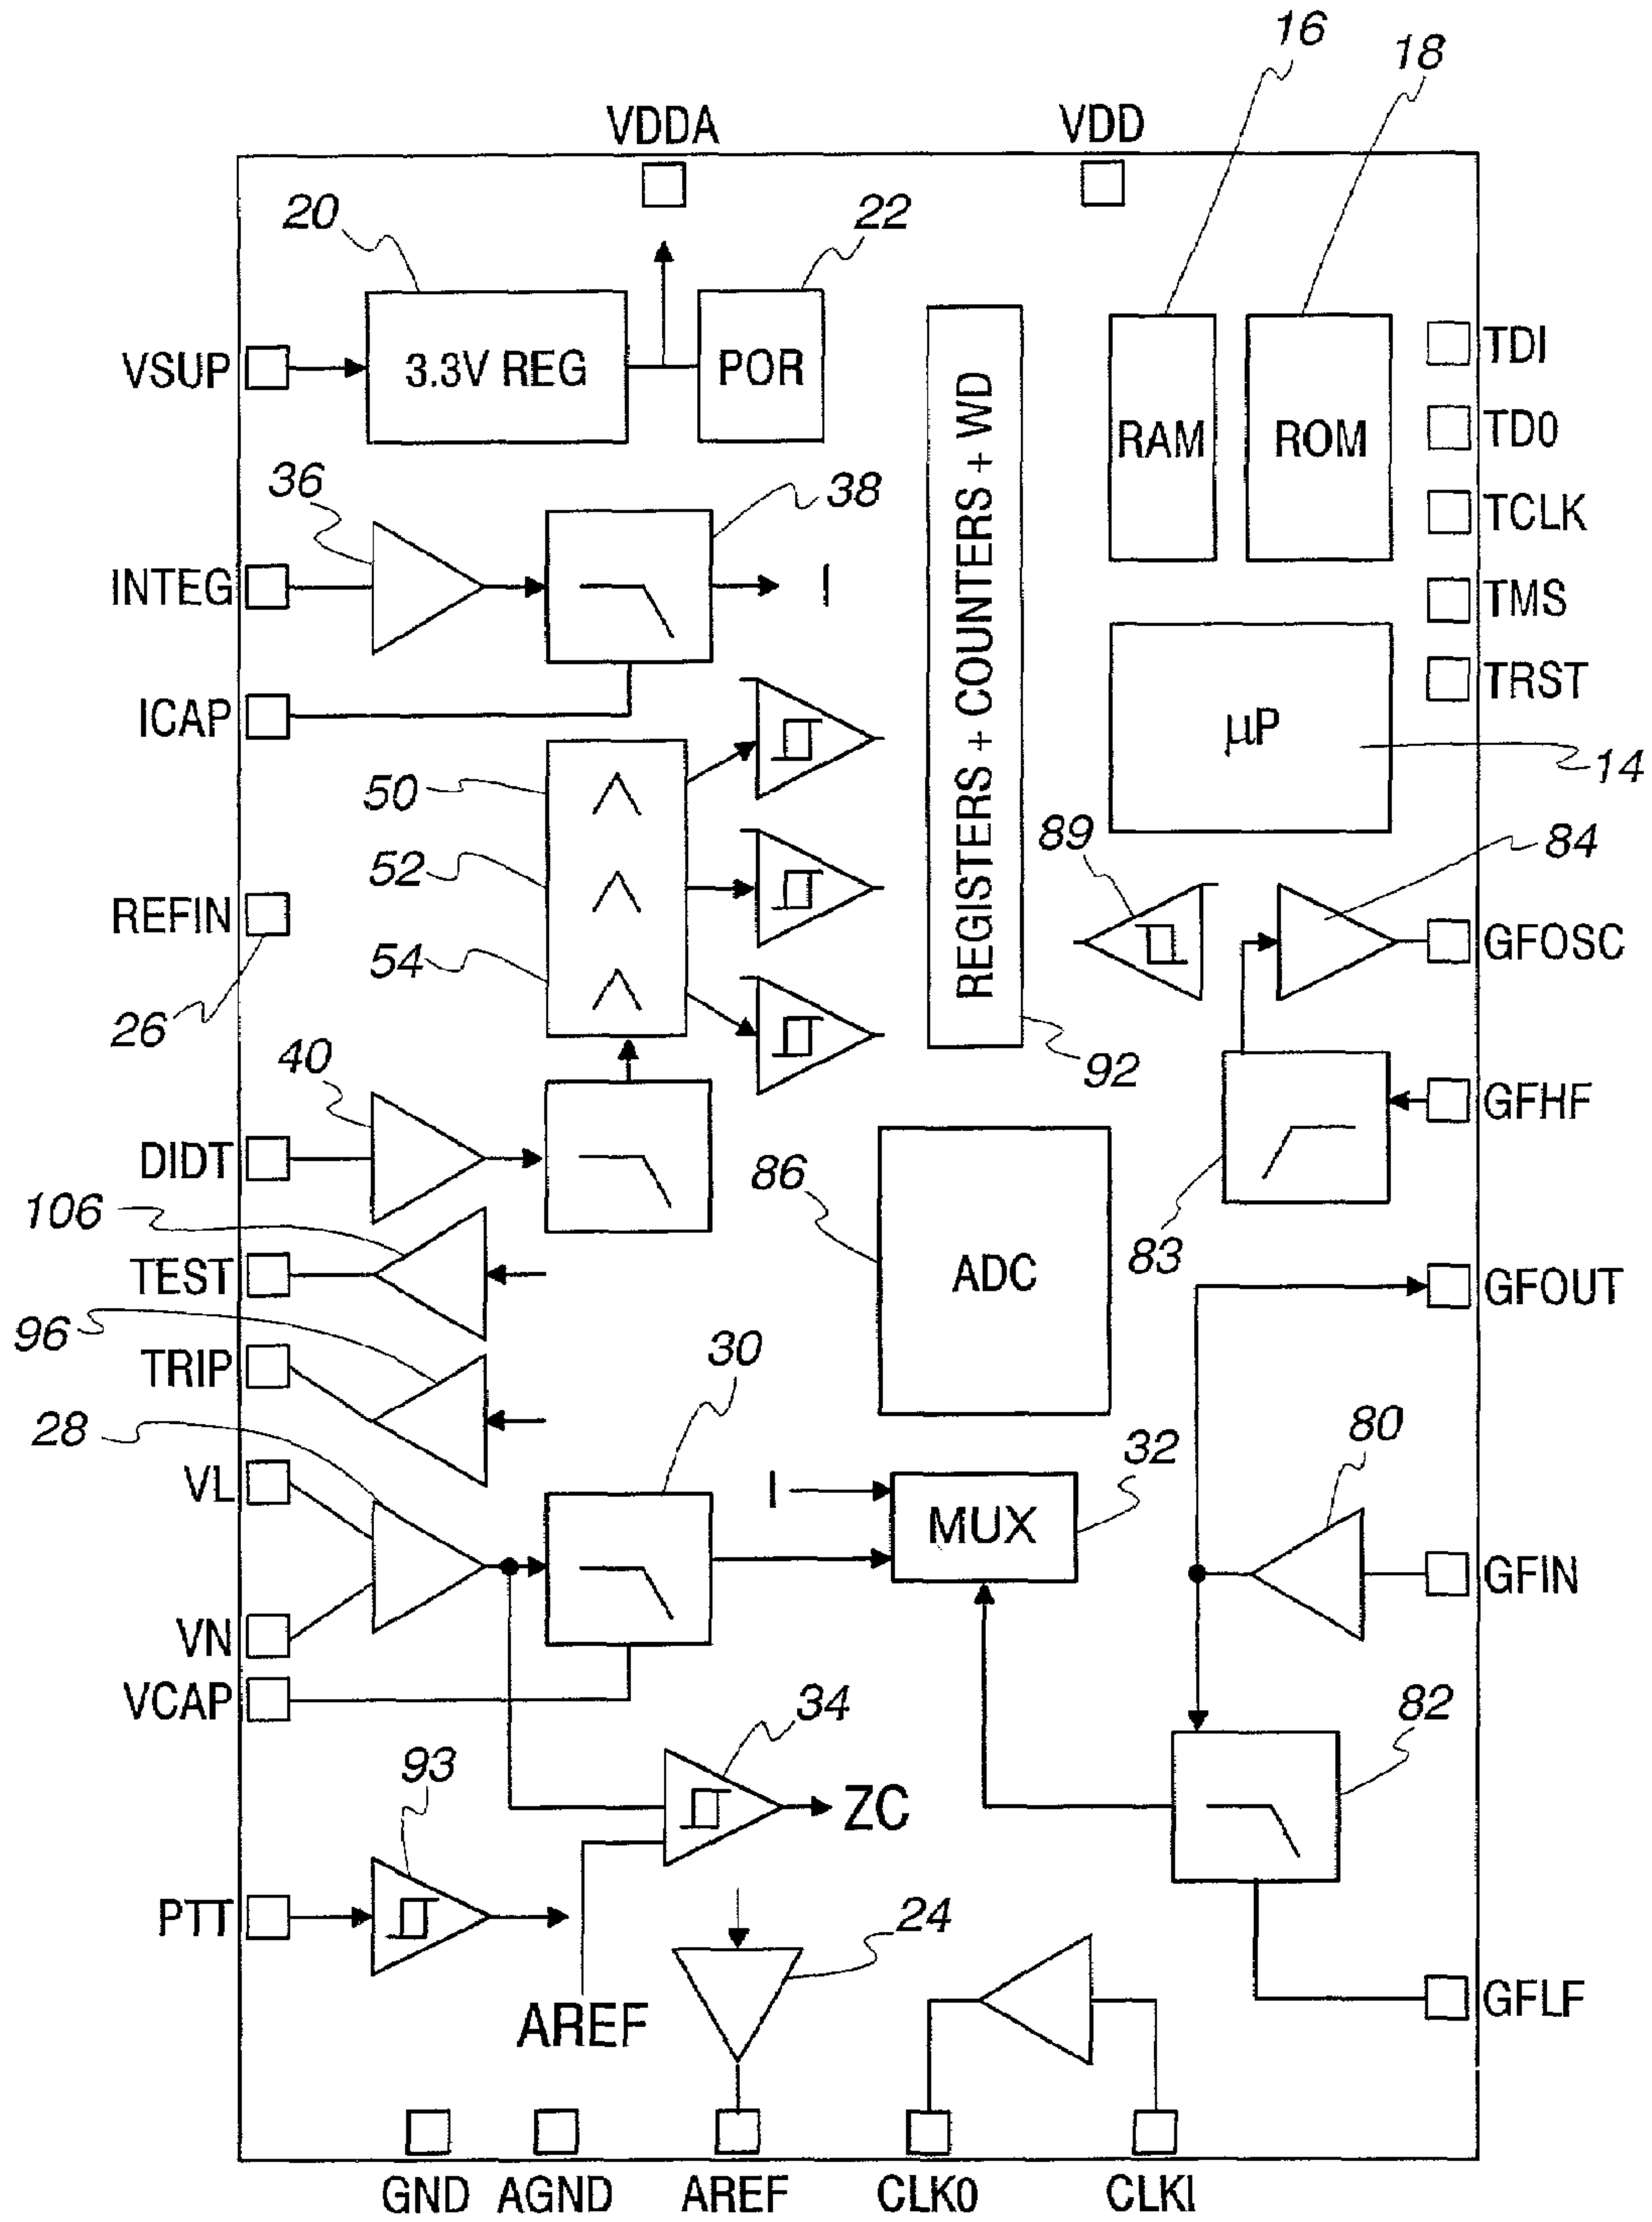 16
18
VDDA
VDD
20
22
VSUP
3.3V REG
POR
TDI
RAM
ROM
TD0
36
38
TCLK
INTEG
I
TMS
REGISTERS + COUNTERS + WD
TRST
ICAP
μP
14
50
89
84
52
REFIN
GFOSC
54
26
40
92
GFHF
DIDT
86
106
83
TEST
ADC
GFOUT
96
TRIP
30
28
80
32
VL
I
MUX
GFIN
VN
VCAP
34
82
93
ZC
PTT
24
AREF
GFLF
GND
AGND
AREF
CLK0
CLKI